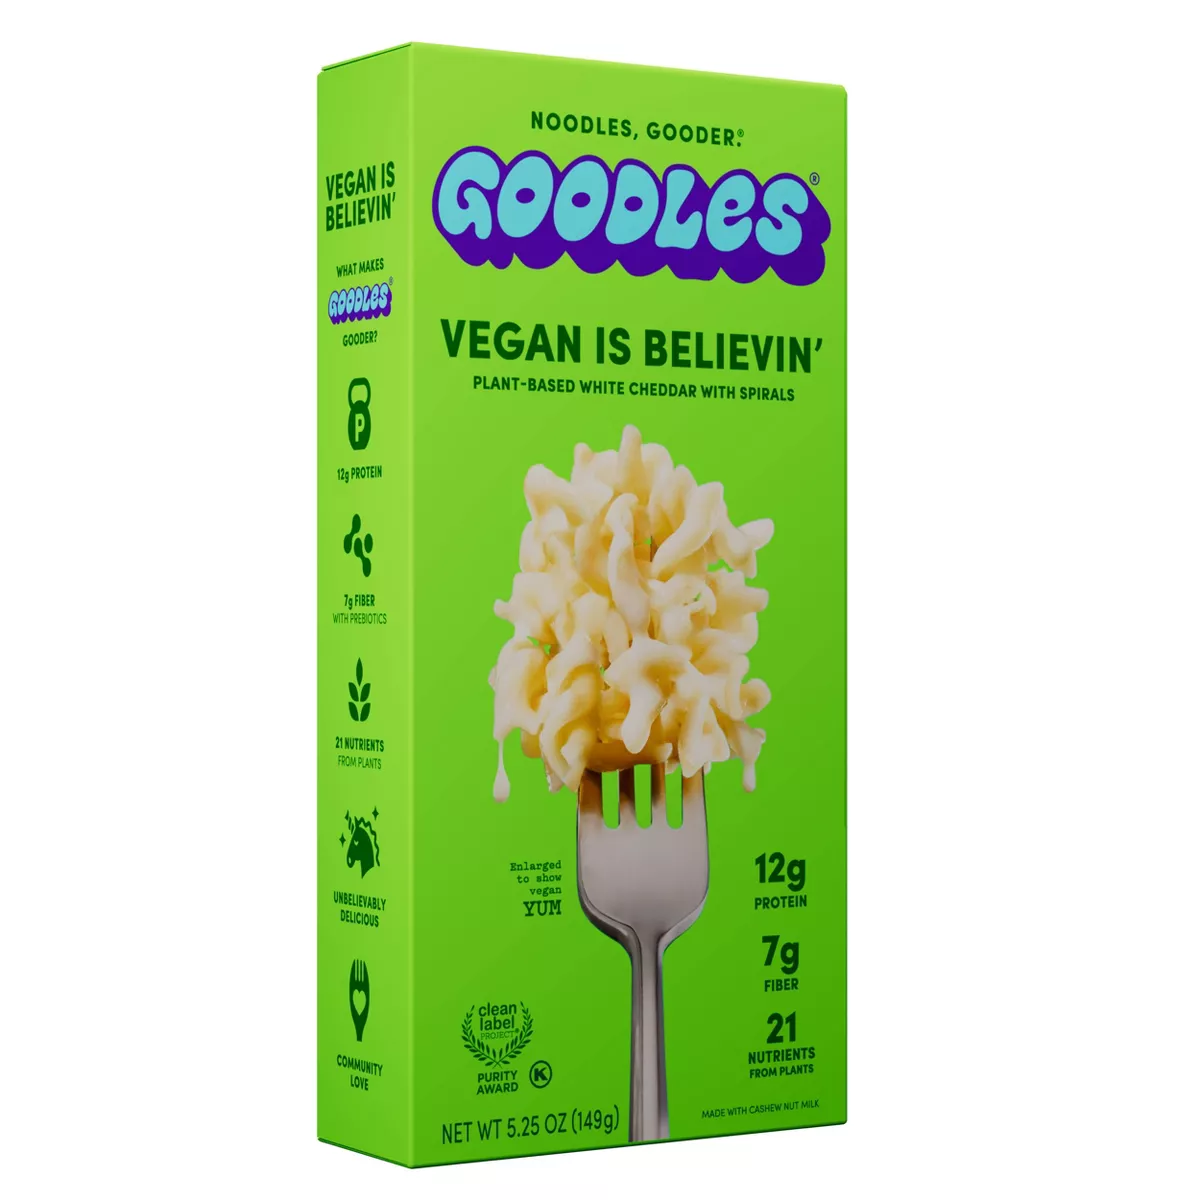 NOODLES, GOODER.®
GOODLES®
VEGAN IS BELIEVIN'
PLANT-BASED WHITE CHEDDAR WITH SPIRALS
Enlarged
to show
vegan
YUM
12g
PROTEIN
7g
FIBER
21
NUTRIENTS
FROM PLANTS
clean
label
PROJECT®
PURITY
AWARD
K
NET WT 5.25 OZ (149g)
MADE WITH CASHEW NUT MILK
VEGAN IS
BELIEVIN'
WHAT MAKES
GOODLES®
GOODER?
P
12g PROTEIN
7g FIBER
WITH PREBIOTICS
21 NUTRIENTS
FROM PLANTS
UNBELIEVABLY
DELICIOUS
COMMUNITY
LOVE